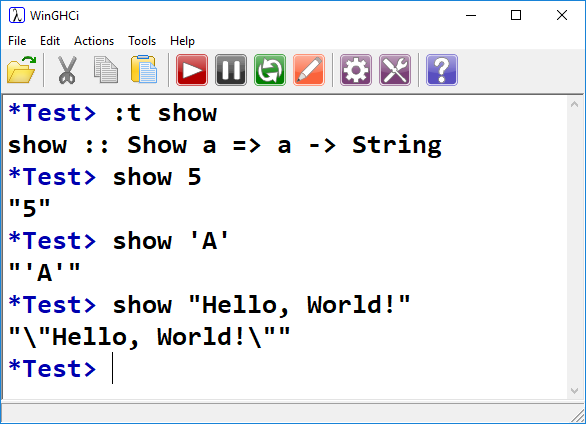 WinGHCi
File Edit Actions Tools Help
*Test> :t show
show :: Show a => a -> String
*Test> show 5
"5"
*Test> show 'A'
"'A'"
*Test> show "Hello, World!"
"\"Hello, World!\""
*Test>